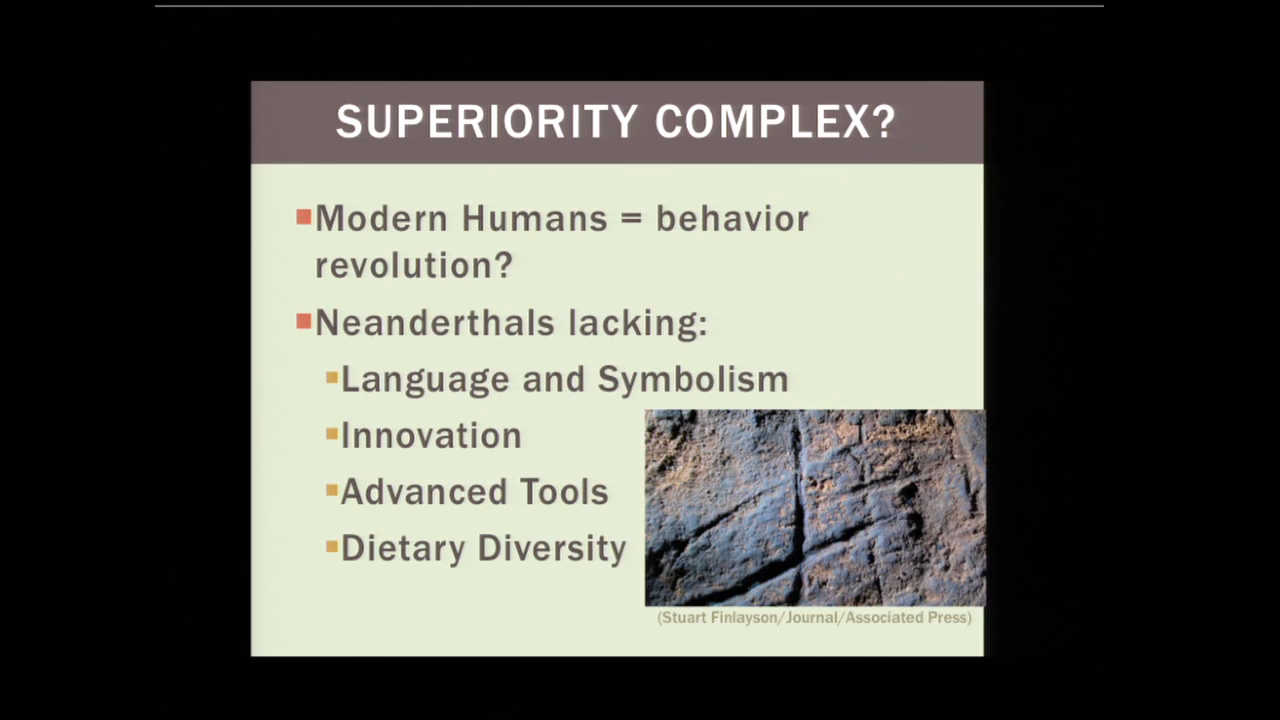 SUPERIORITY COMPLEX?
Modern Humans = behavior
revolution?
Neanderthals lacking:
Language and Symbolism
Innovation
Advanced Tools
Dietary Diversity
(Stuart Finlayson/Journal/Associated Press)